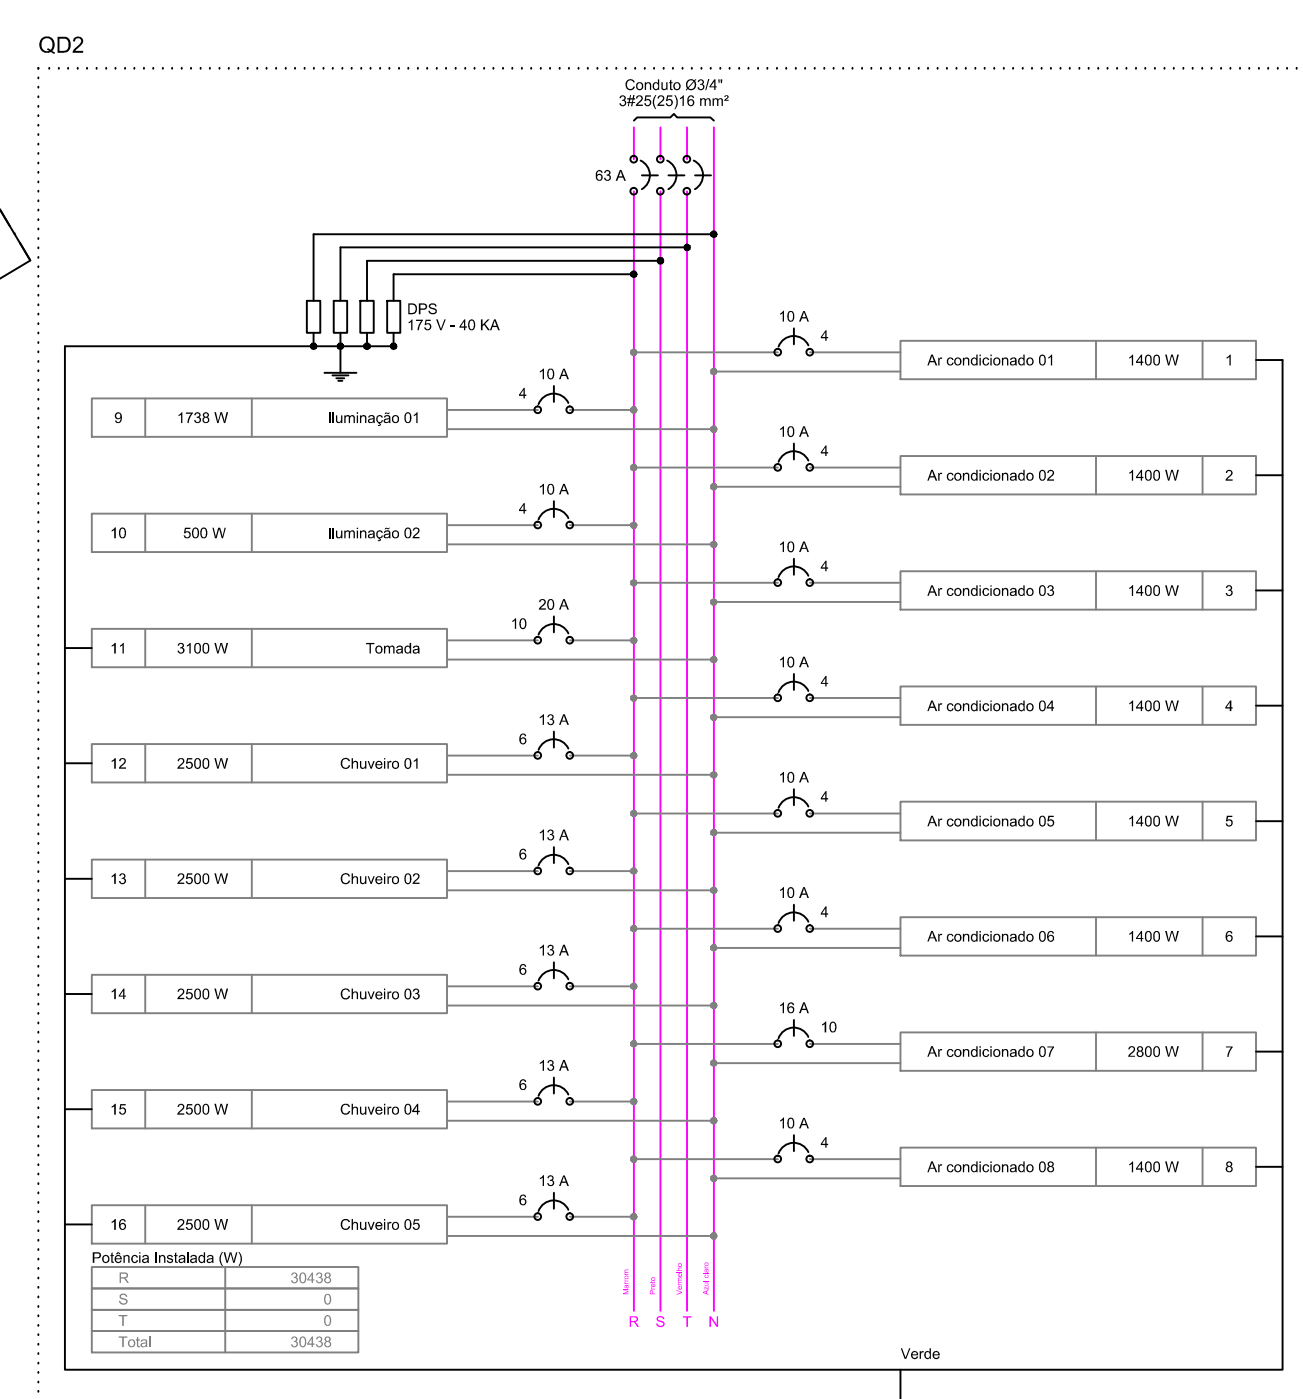 QD2
Conduto Ø3/4"
3#25(25)16 mm²
63 A
DPS
175 V - 40 KA
10 A
4
Ar condicionado 01 1400 W 1
10 A
4
9 1738 W Iluminação 01
10 A
4
Ar condicionado 02 1400 W 2
10 A
4
10 500 W Iluminação 02
10 A
4
Ar condicionado 03 1400 W 3
20 A
10
11 3100 W Tomada
10 A
4
Ar condicionado 04 1400 W 4
13 A
6
12 2500 W Chuveiro 01
10 A
4
Ar condicionado 05 1400 W 5
13 A
6
13 2500 W Chuveiro 02
10 A
4
Ar condicionado 06 1400 W 6
13 A
6
14 2500 W Chuveiro 03
16 A
10
Ar condicionado 07 2800 W 7
13 A
6
15 2500 W Chuveiro 04
10 A
4
Ar condicionado 08 1400 W 8
13 A
6
16 2500 W Chuveiro 05
Potência Instalada (W)
R 30438
S 0
T 0
Total 30438
Marrom
Preto
Vermelho
Azul claro
R S T N
Verde